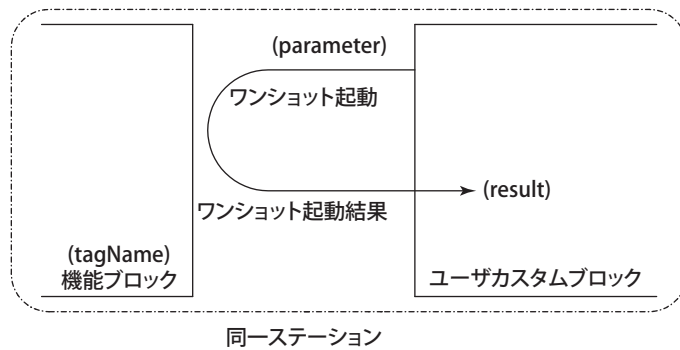 (parameter)
ワンショット起動
ワンショット起動結果
(result)
(tagName)
機能ブロック
ユーザカスタムブロック
同一ステーション